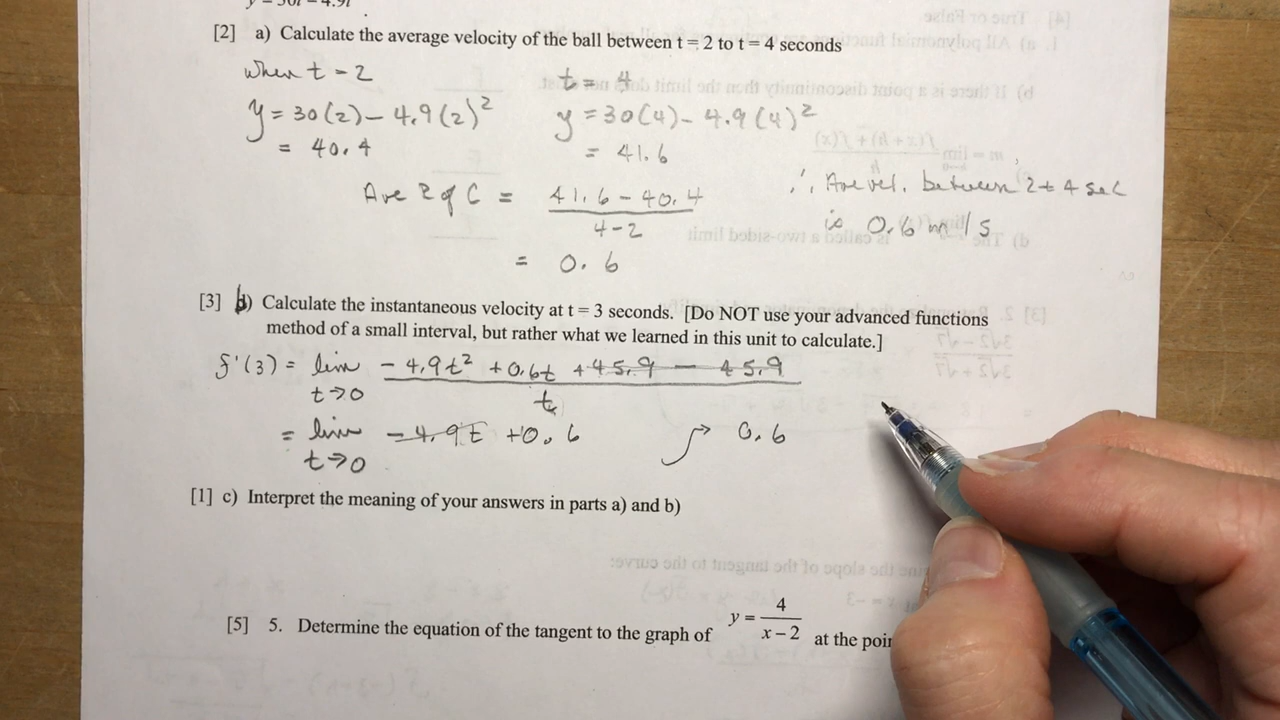 y = 30t − 4.9t
[2] a) Calculate the average velocity of the ball between t = 2 to t = 4 seconds
When t = 2
t = 4
y = 30(2) − 4.9(2)²
y = 30(4) − 4.9(4)²
= 40.4
= 41.6
Ave R of C = 41.6 − 40.4
4 − 2
∴ Ave vel. between 2 + 4 sec
is 0.6 m/s
= 0.6
[3] b) Calculate the instantaneous velocity at t = 3 seconds. [Do NOT use your advanced functions
method of a small interval, but rather what we learned in this unit to calculate.]
f'(3) = lim − 4.9t² + 0.6t + 45.9 − 45.9
t→0 t
= lim − 4.9t + 0.6 0.6
t→0
[1] c) Interpret the meaning of your answers in parts a) and b)
[5] 5. Determine the equation of the tangent to the graph of y = 4 / x − 2 at the poin